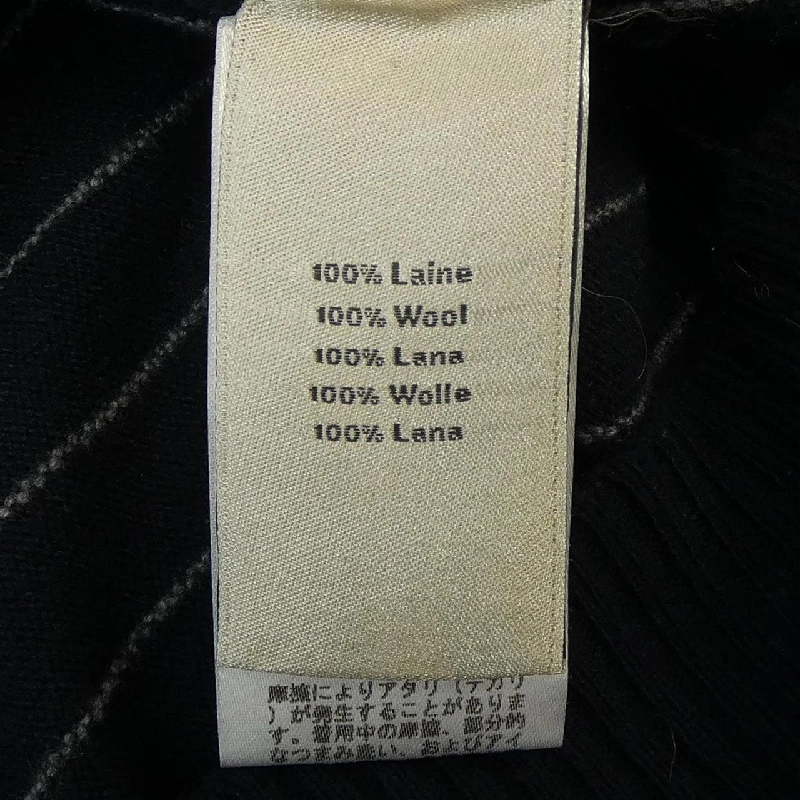 100% Laine
100% Wool
100% Lana
100% Wolle
100% Lana
摩擦によりアタリ(テカリ
)が発生することがありま
す。着用中の摩擦、部分的
なつまみ洗い、およびアイ